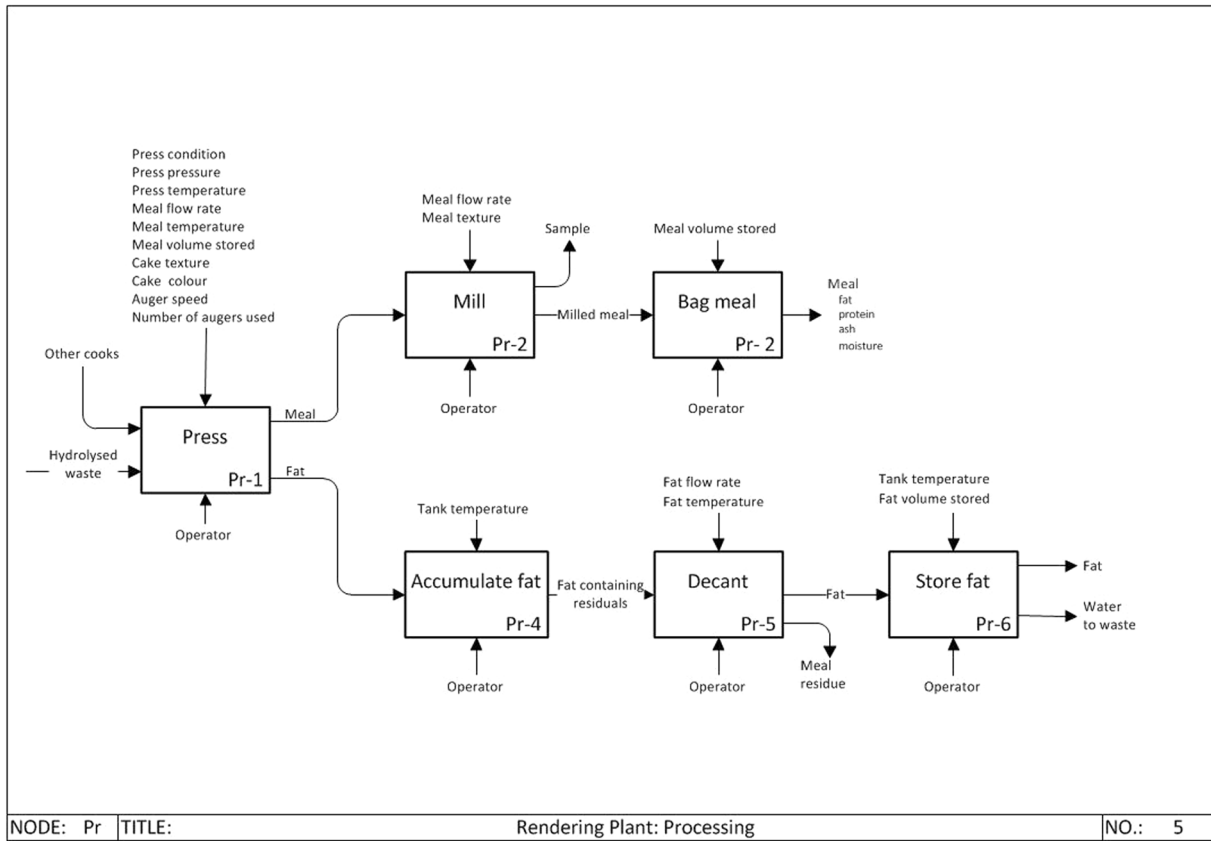 Press condition
Press pressure
Press temperature
Meal flow rate
Meal temperature
Meal volume stored
Cake texture
Cake colour
Auger speed
Number of augers used
Other cooks
Hydrolysed
waste
Press
Pr-1
Operator
Meal
Fat
Meal flow rate
Meal texture
Sample
Mill
Pr-2
Operator
Milled meal
Meal volume stored
Bag meal
Pr- 2
Operator
Meal
fat
protein
ash
moisture
Tank temperature
Accumulate fat
Pr-4
Operator
Fat containing
residuals
Fat flow rate
Fat temperature
Decant
Pr-5
Operator
Fat
Meal
residue
Tank temperature
Fat volume stored
Store fat
Pr-6
Operator
Fat
Water
to waste
NODE: Pr TITLE: Rendering Plant: Processing NO.: 5